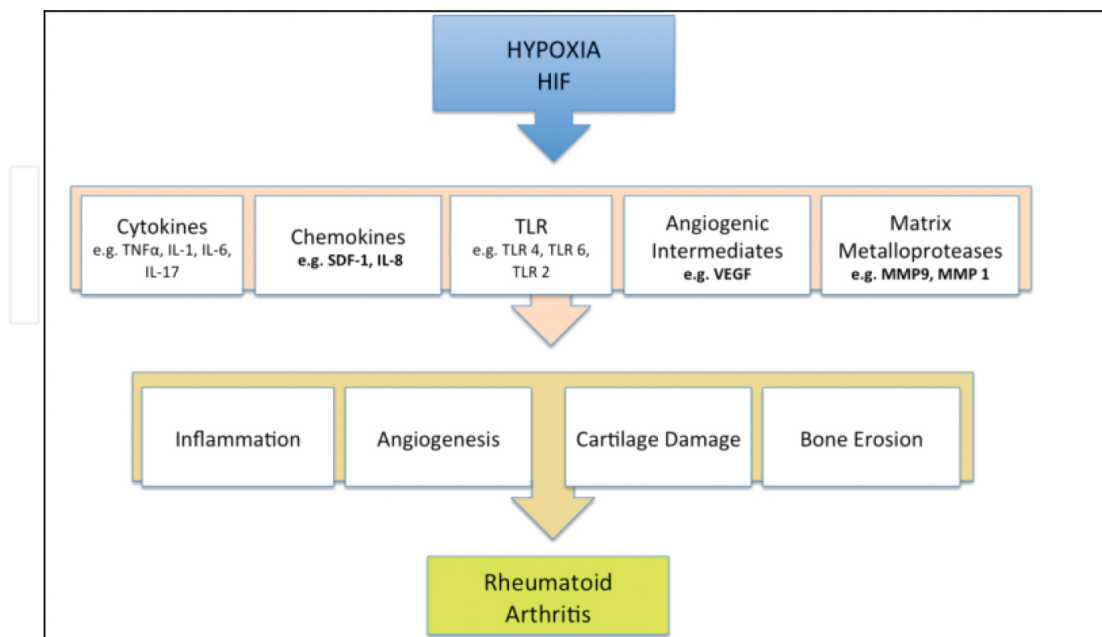 HYPOXIA
HIF
Cytokines
e.g. TNFα, IL-1, IL-6,
IL-17
Chemokines
e.g. SDF-1, IL-8
TLR
e.g. TLR 4, TLR 6,
TLR 2
Angiogenic
Intermediates
e.g. VEGF
Matrix
Metalloproteases
e.g. MMP9, MMP 1
Inflammation
Angiogenesis
Cartilage Damage
Bone Erosion
Rheumatoid
Arthritis